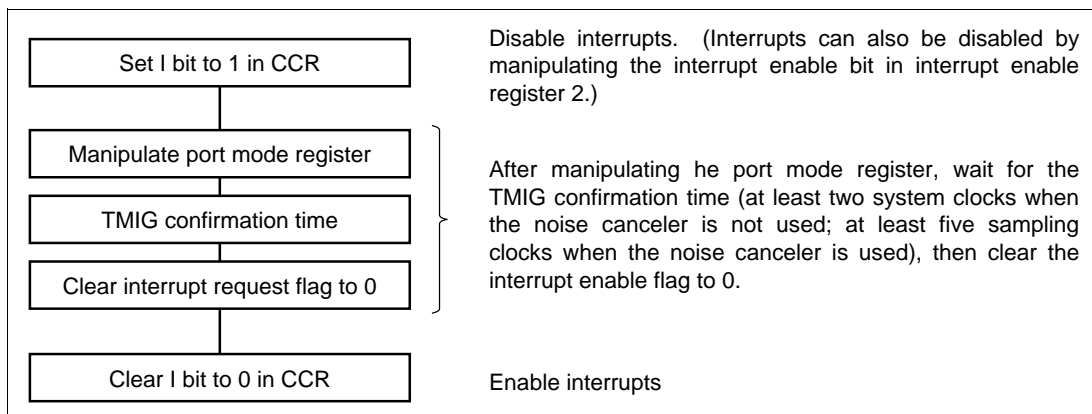 Set I bit to 1 in CCR
Disable interrupts. (Interrupts can also be disabled by
manipulating the interrupt enable bit in interrupt enable
register 2.)
Manipulate port mode register
TMIG confirmation time
Clear interrupt request flag to 0
After manipulating he port mode register, wait for the
TMIG confirmation time (at least two system clocks when
the noise canceler is not used; at least five sampling
clocks when the noise canceler is used), then clear the
interrupt enable flag to 0.
Clear I bit to 0 in CCR
Enable interrupts